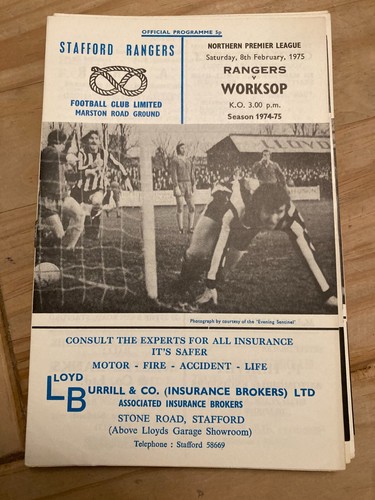 OFFICIAL PROGRAMME 5p
STAFFORD RANGERS
FOOTBALL CLUB LIMITED
MARSTON ROAD GROUND
NORTHERN PREMIER LEAGUE
Saturday, 8th February, 1975
RANGERS
v
WORKSOP
K.O. 3.00 p.m.
Season 1974-75
LLOYD
Photograph by courtesy of the "Evening Sentinel"
CONSULT THE EXPERTS FOR ALL INSURANCE
IT'S SAFER
MOTOR - FIRE - ACCIDENT - LIFE
LLOYD
BURRILL & CO. (INSURANCE BROKERS) LTD
ASSOCIATED INSURANCE BROKERS
STONE ROAD, STAFFORD
(Above Lloyds Garage Showroom)
Telephone : Stafford 58669